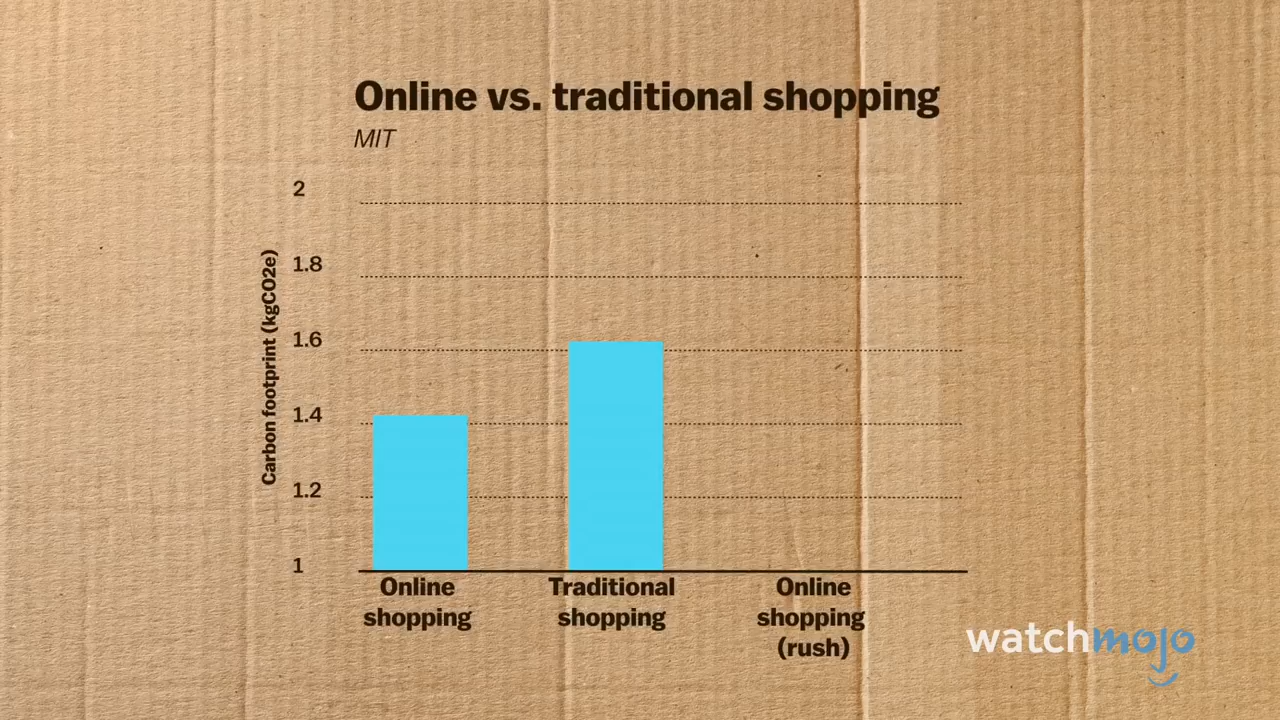 Online vs. traditional shopping
MIT
2
1.8
1.6
1.4
1.2
1
Carbon footprint (kgCO2e)
Online
shopping
Traditional
shopping
Online
shopping
(rush)
watchmojo